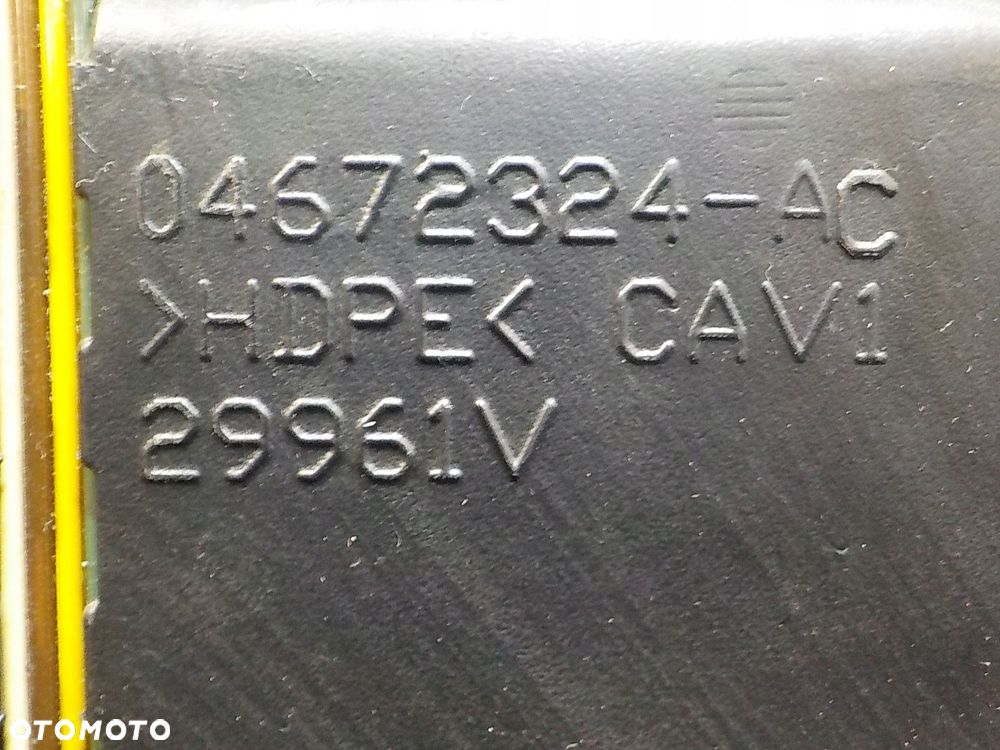 04672324-AC
>HDPE< CAV1
29961V
OTOMOTO